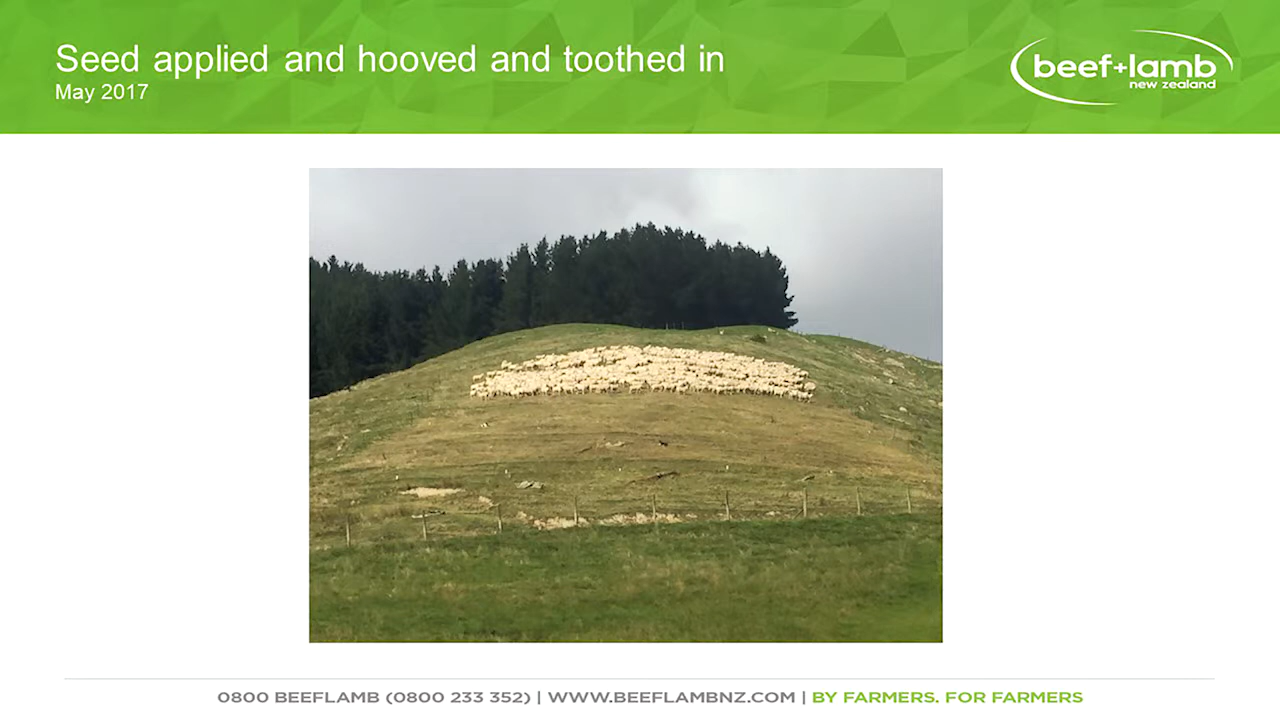 Seed applied and hooved and toothed in
May 2017
beef+lamb
new zealand
0800 BEEFLAMB (0800 233 352) | WWW.BEEFLAMBNZ.COM | BY FARMERS. FOR FARMERS